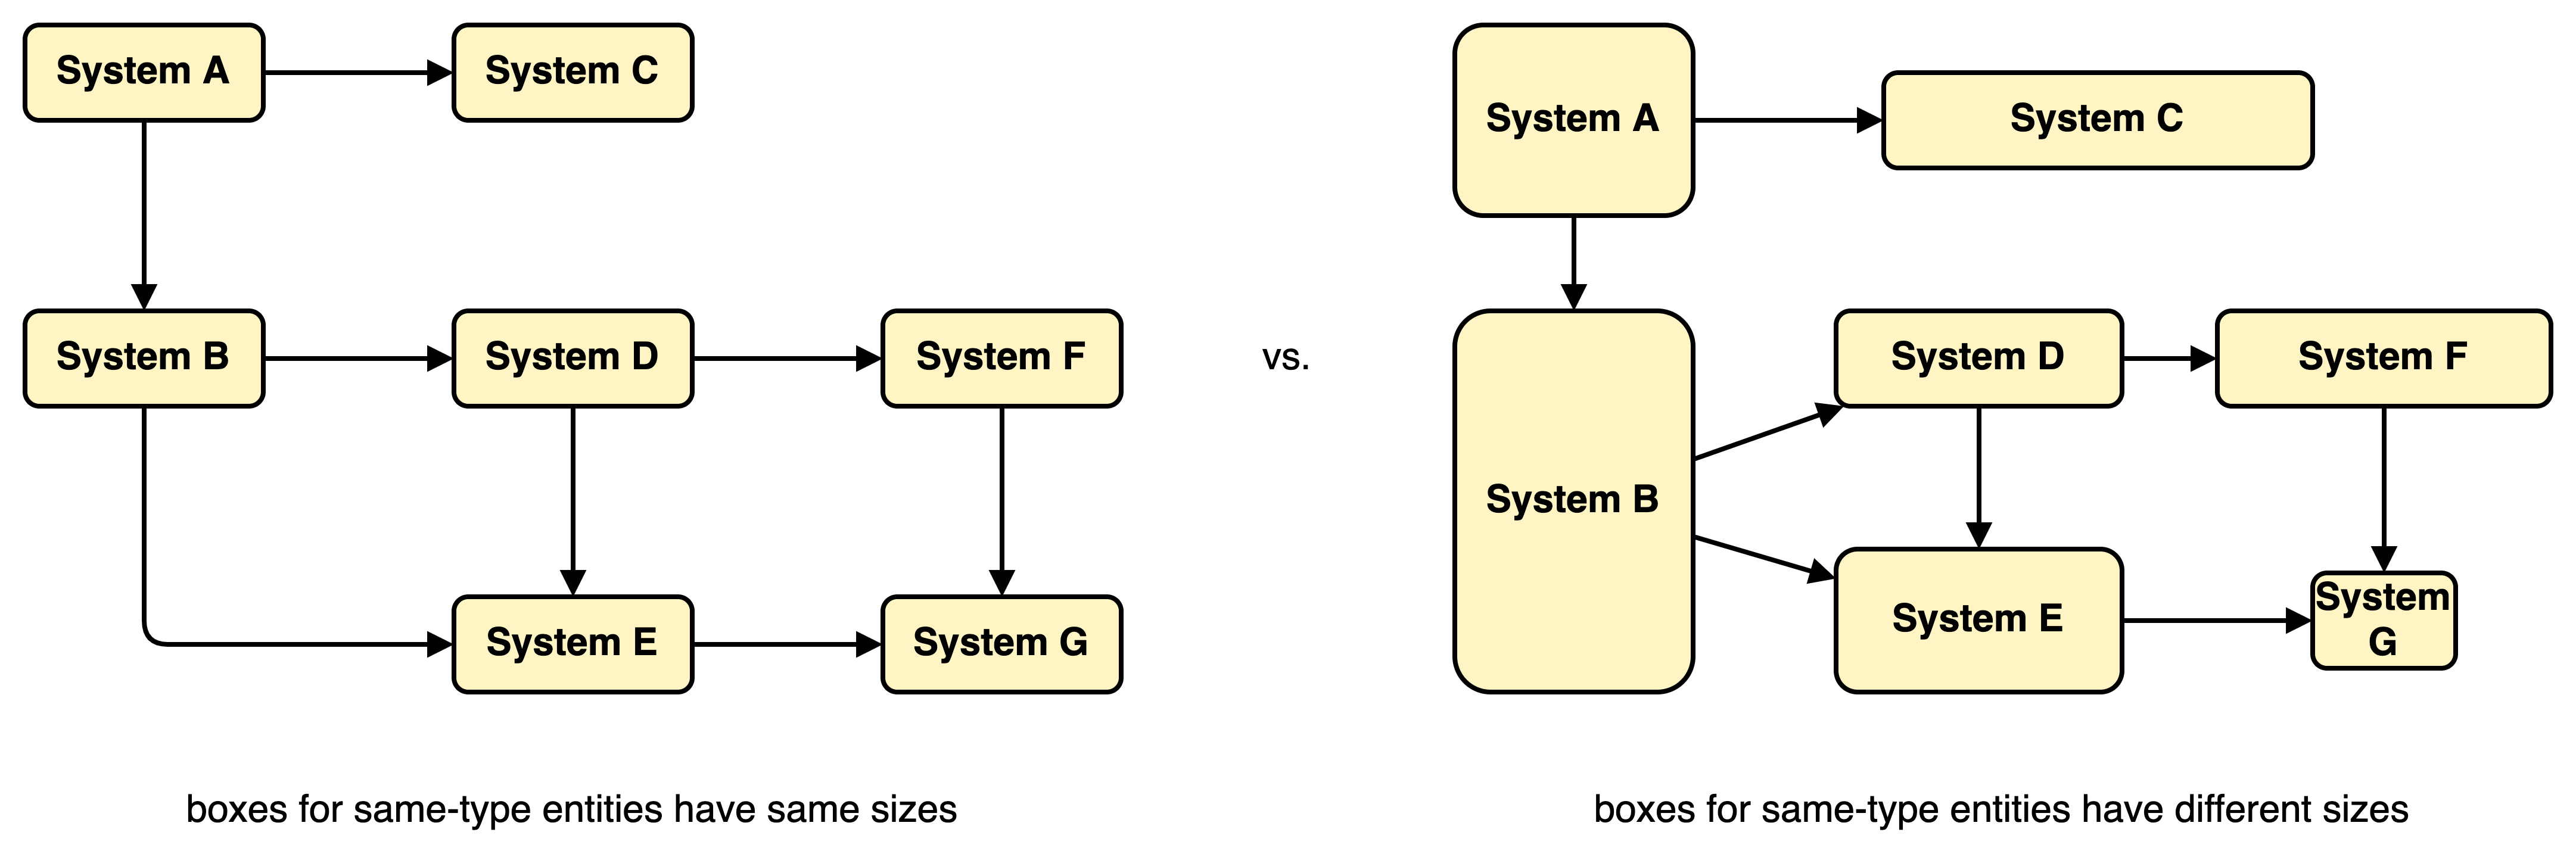 System A
System C
System B
System D
System F
System E
System G
boxes for same-type entities have same sizes
vs.
System A
System C
System B
System D
System F
System E
System
G
boxes for same-type entities have different sizes